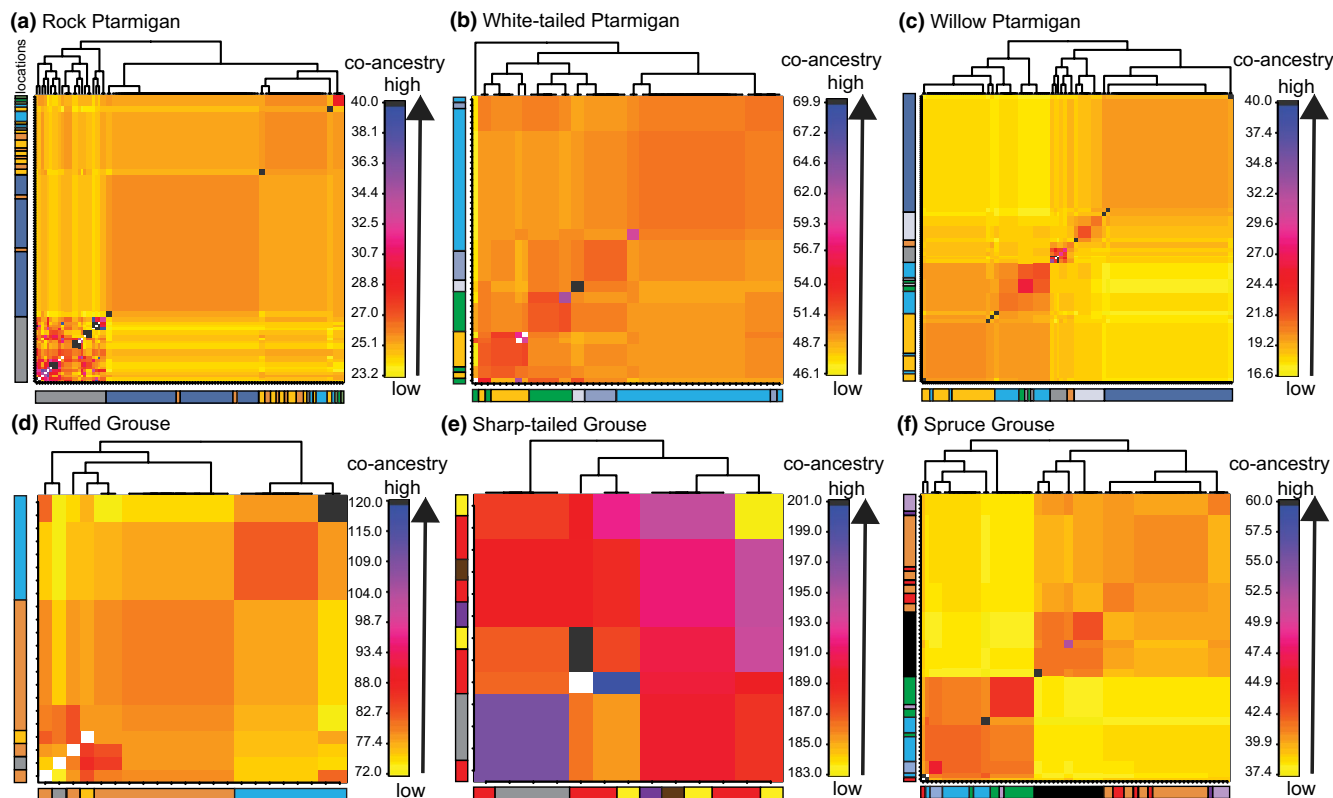 (a) Rock Ptarmigan
locations
co-ancestry
high
40.0
38.1
36.3
34.4
32.5
30.7
28.8
27.0
25.1
23.2
low
(b) White-tailed Ptarmigan
co-ancestry
high
69.9
67.2
64.6
62.0
59.3
56.7
54.0
51.4
48.7
46.1
low
(c) Willow Ptarmigan
co-ancestry
high
40.0
37.4
34.8
32.2
29.6
27.0
24.4
21.8
19.2
16.6
low
(d) Ruffed Grouse
co-ancestry
high
120.0
114.7
109.3
104.0
98.7
93.4
88.0
82.7
77.4
72.0
low
(e) Sharp-tailed Grouse
co-ancestry
high
201.0
199.0
197.0
195.0
193.0
191.0
189.0
187.0
185.0
183.0
low
(f) Spruce Grouse
co-ancestry
high
60.0
57.5
55.0
52.5
49.9
47.4
44.9
42.4
39.9
37.4
low